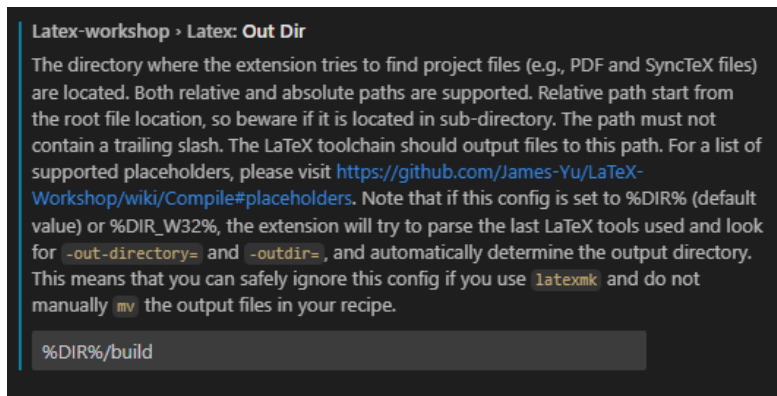 Latex-workshop › Latex: Out Dir
The directory where the extension tries to find project files (e.g., PDF and SyncTeX files)
are located. Both relative and absolute paths are supported. Relative path start from
the root file location, so beware if it is located in sub-directory. The path must not
contain a trailing slash. The LaTeX toolchain should output files to this path. For a list of
supported placeholders, please visit https://github.com/James-Yu/LaTeX-
Workshop/wiki/Compile#placeholders. Note that if this config is set to %DIR% (default
value) or %DIR_W32%, the extension will try to parse the last LaTeX tools used and look
for -out-directory= and -outdir=, and automatically determine the output directory.
This means that you can safely ignore this config if you use latexmk and do not
manually mv the output files in your recipe.
%DIR%/build